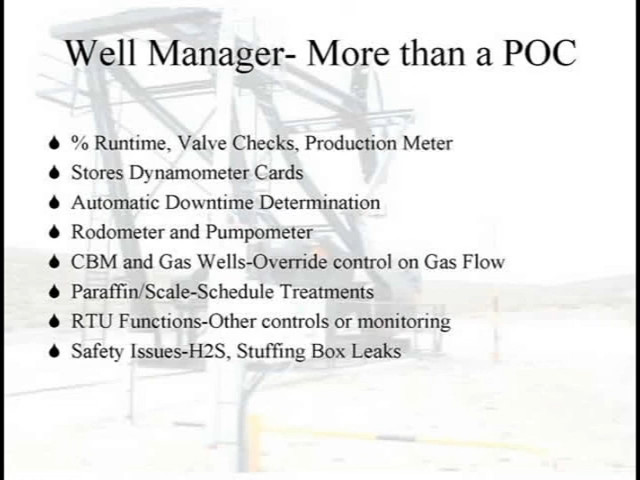 Well Manager- More than a POC
% Runtime, Valve Checks, Production Meter
Stores Dynamometer Cards
Automatic Downtime Determination
Rodometer and Pumpometer
CBM and Gas Wells-Override control on Gas Flow
Paraffin/Scale-Schedule Treatments
RTU Functions-Other controls or monitoring
Safety Issues-H2S, Stuffing Box Leaks